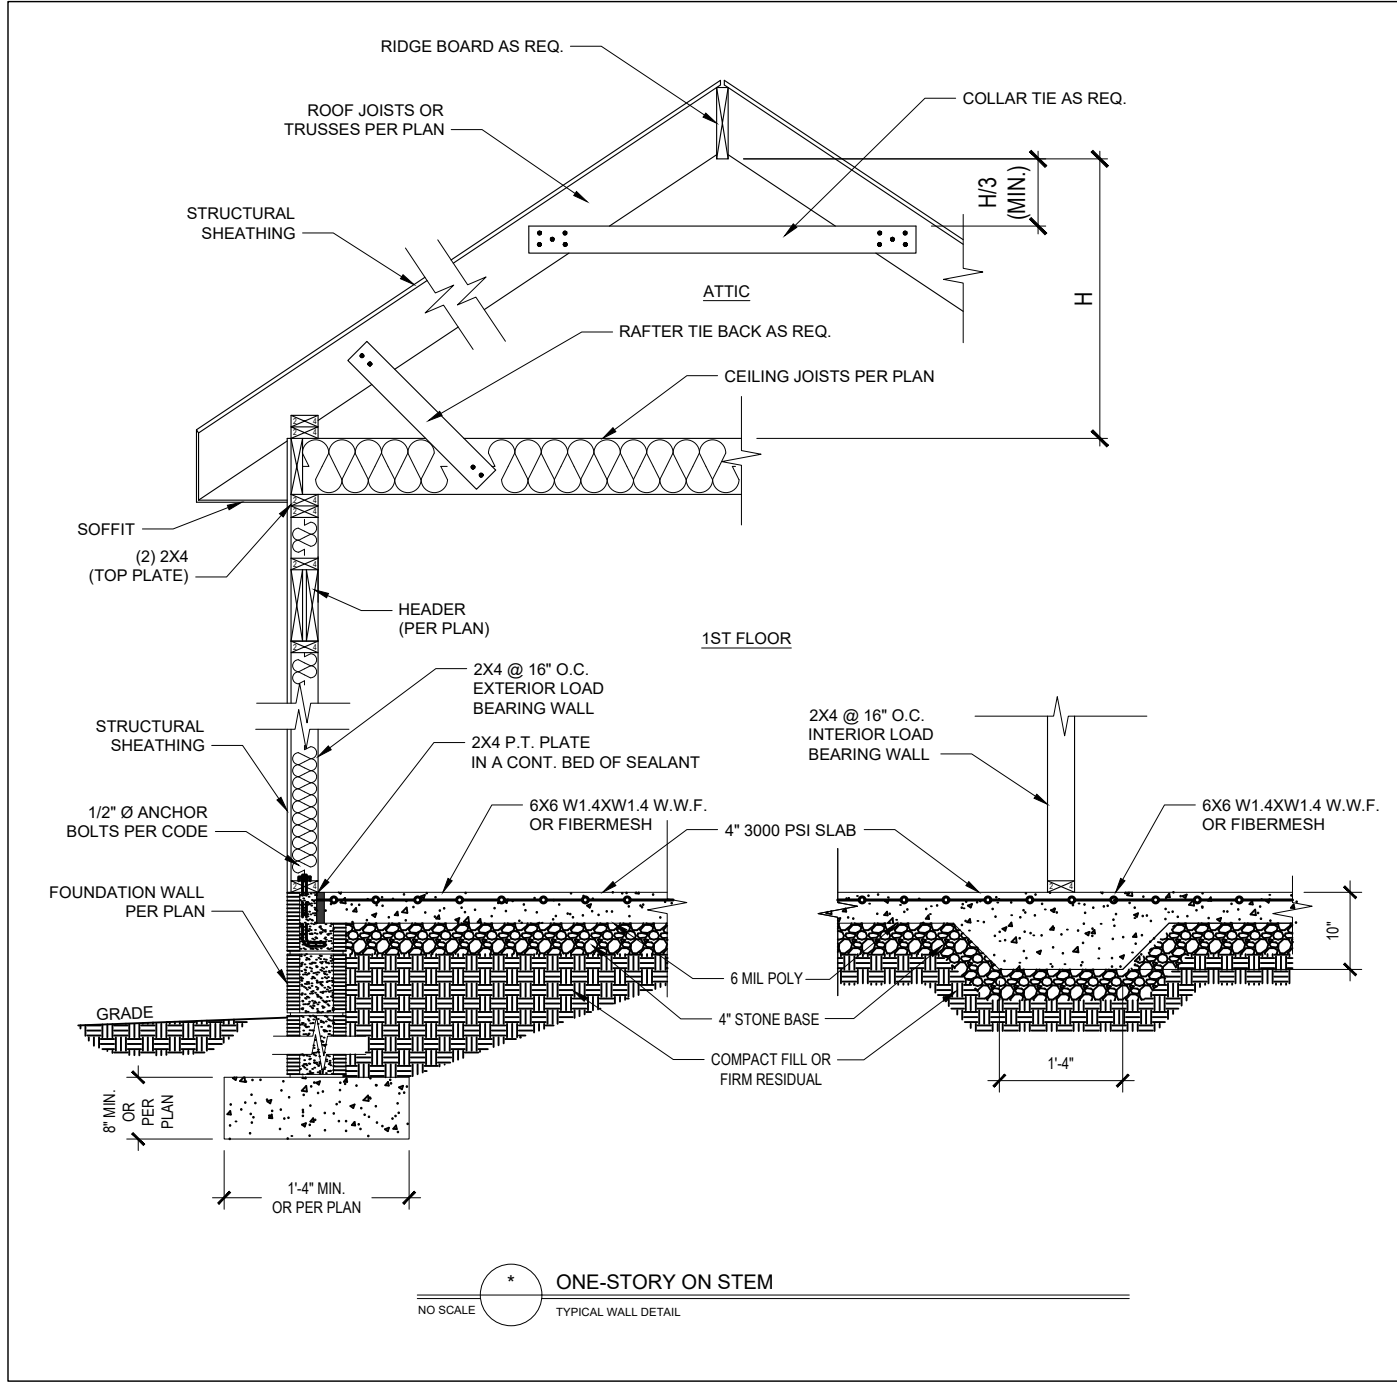 RIDGE BOARD AS REQ.
COLLAR TIE AS REQ.
ROOF JOISTS OR
TRUSSES PER PLAN
H/3
(MIN.)
STRUCTURAL
SHEATHING
ATTIC
H
RAFTER TIE BACK AS REQ.
CEILING JOISTS PER PLAN
SOFFIT
(2) 2X4
(TOP PLATE)
HEADER
(PER PLAN)
1ST FLOOR
2X4 @ 16" O.C.
EXTERIOR LOAD
BEARING WALL
2X4 @ 16" O.C.
INTERIOR LOAD
BEARING WALL
STRUCTURAL
SHEATHING
2X4 P.T. PLATE
IN A CONT. BED OF SEALANT
1/2" Ø ANCHOR
BOLTS PER CODE
6X6 W1.4XW1.4 W.W.F.
OR FIBERMESH
4" 3000 PSI SLAB
6X6 W1.4XW1.4 W.W.F.
OR FIBERMESH
FOUNDATION WALL
PER PLAN
10"
6 MIL POLY
GRADE
4" STONE BASE
COMPACT FILL OR
FIRM RESIDUAL
1'-4"
8" MIN.
OR
PER
PLAN
1'-4" MIN.
OR PER PLAN
*
ONE-STORY ON STEM
NO SCALE
TYPICAL WALL DETAIL